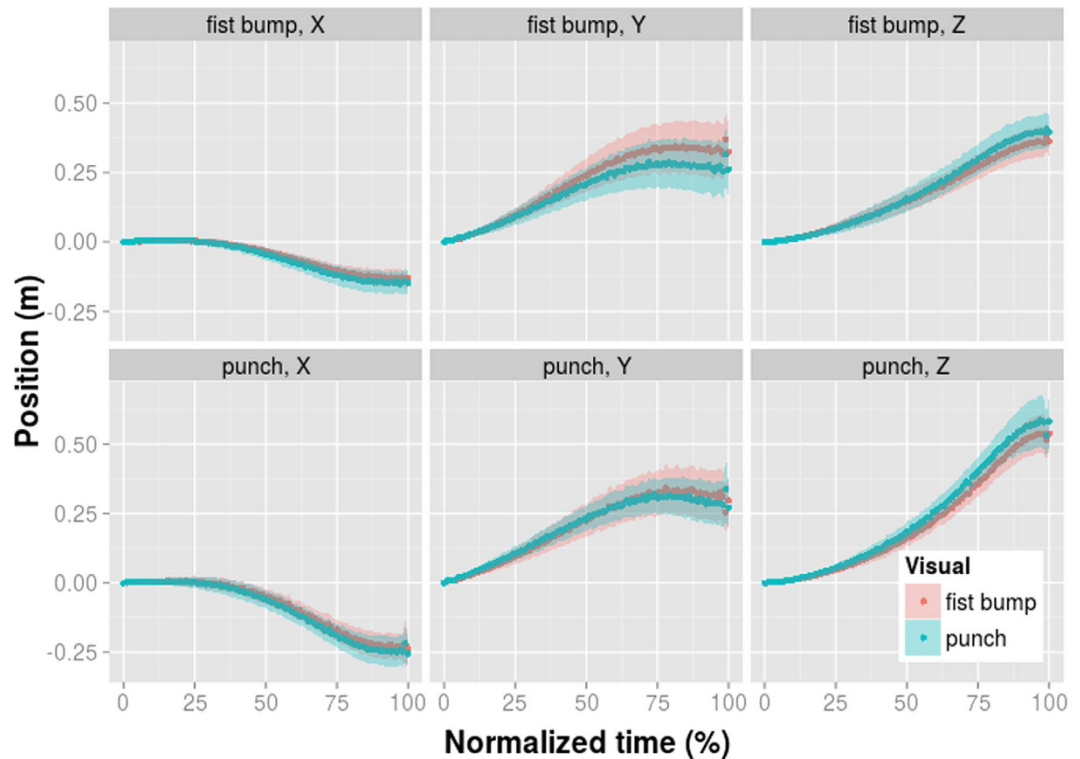 fist bump, X
fist bump, Y
fist bump, Z
0.50
0.25
0.00
-0.25
punch, X
punch, Y
punch, Z
0.50
0.25
0.00
-0.25
Position (m)
Visual
fist bump
punch
0 25 50 75 100
0 25 50 75 100
0 25 50 75 100
Normalized time (%)